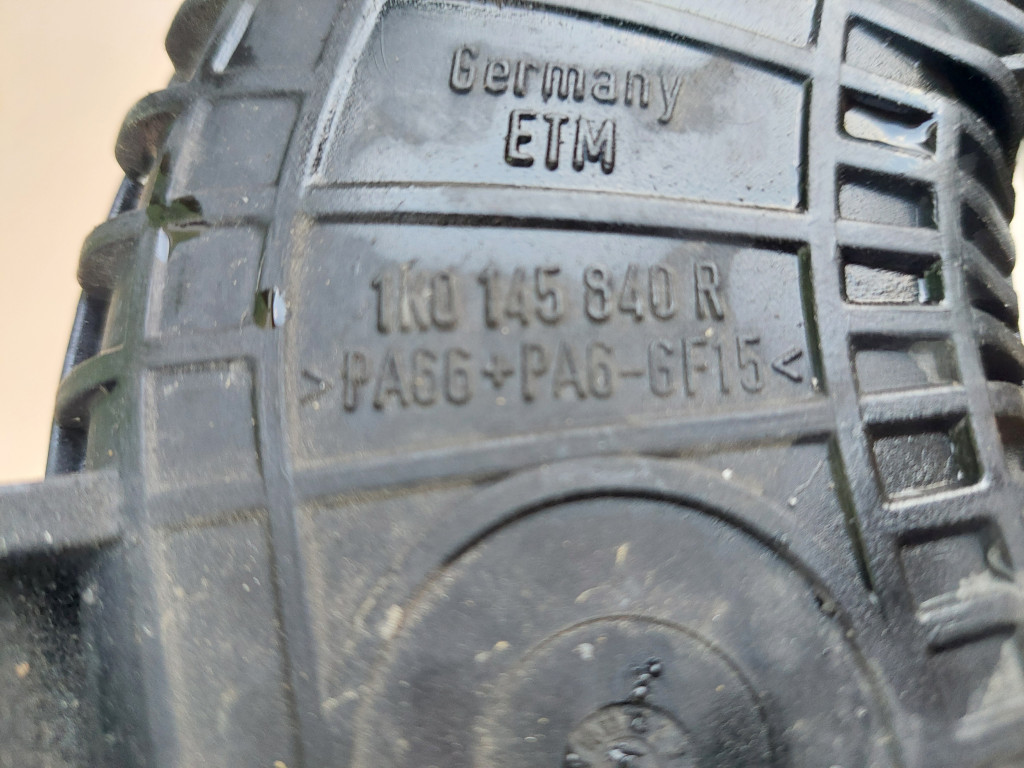 Germany
ETM
1K0 145 840 R
>PA66+PA6-GF15<